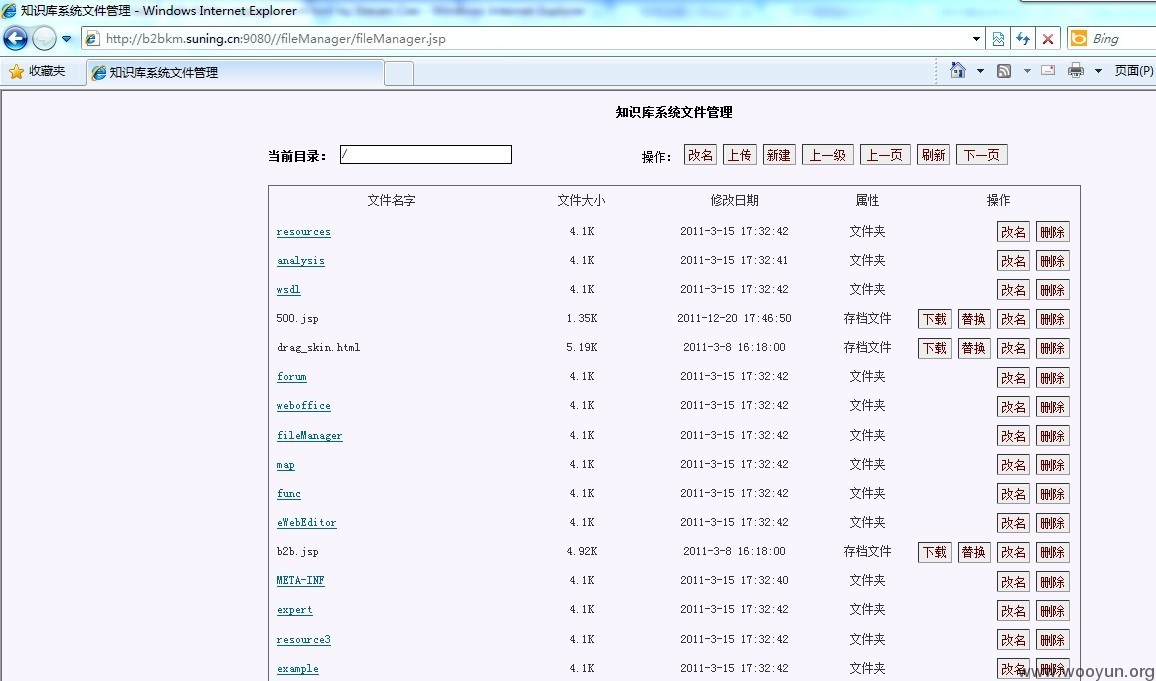 知识库系统文件管理 - Windows Internet Explorer
http://b2bkm.suning.cn:9080//fileManager/fileManager.jsp Bing
收藏夹 知识库系统文件管理 页面(P)
知识库系统文件管理
当前目录： / 操作： 改名 上传 新建 上一级 上一页 刷新 下一页
文件名字 文件大小 修改日期 属性 操作
resources 4.1K 2011-3-15 17:32:42 文件夹 改名 删除
analysis 4.1K 2011-3-15 17:32:41 文件夹 改名 删除
wsdl 4.1K 2011-3-15 17:32:42 文件夹 改名 删除
500.jsp 1.35K 2011-12-20 17:46:50 存档文件 下载 替换 改名 删除
drag_skin.html 5.19K 2011-3-8 16:18:00 存档文件 下载 替换 改名 删除
forum 4.1K 2011-3-15 17:32:42 文件夹 改名 删除
weboffice 4.1K 2011-3-15 17:32:42 文件夹 改名 删除
fileManager 4.1K 2011-3-15 17:32:42 文件夹 改名 删除
map 4.1K 2011-3-15 17:32:42 文件夹 改名 删除
func 4.1K 2011-3-15 17:32:42 文件夹 改名 删除
eWebEditor 4.1K 2011-3-15 17:32:42 文件夹 改名 删除
b2b.jsp 4.92K 2011-3-8 16:18:00 存档文件 下载 替换 改名 删除
META-INF 4.1K 2011-3-15 17:32:40 文件夹 改名 删除
expert 4.1K 2011-3-15 17:32:42 文件夹 改名 删除
resource3 4.1K 2011-3-15 17:32:42 文件夹 改名 删除
example 4.1K 2011-3-15 17:32:42 文件夹 改名 删除
www.wooyun.org